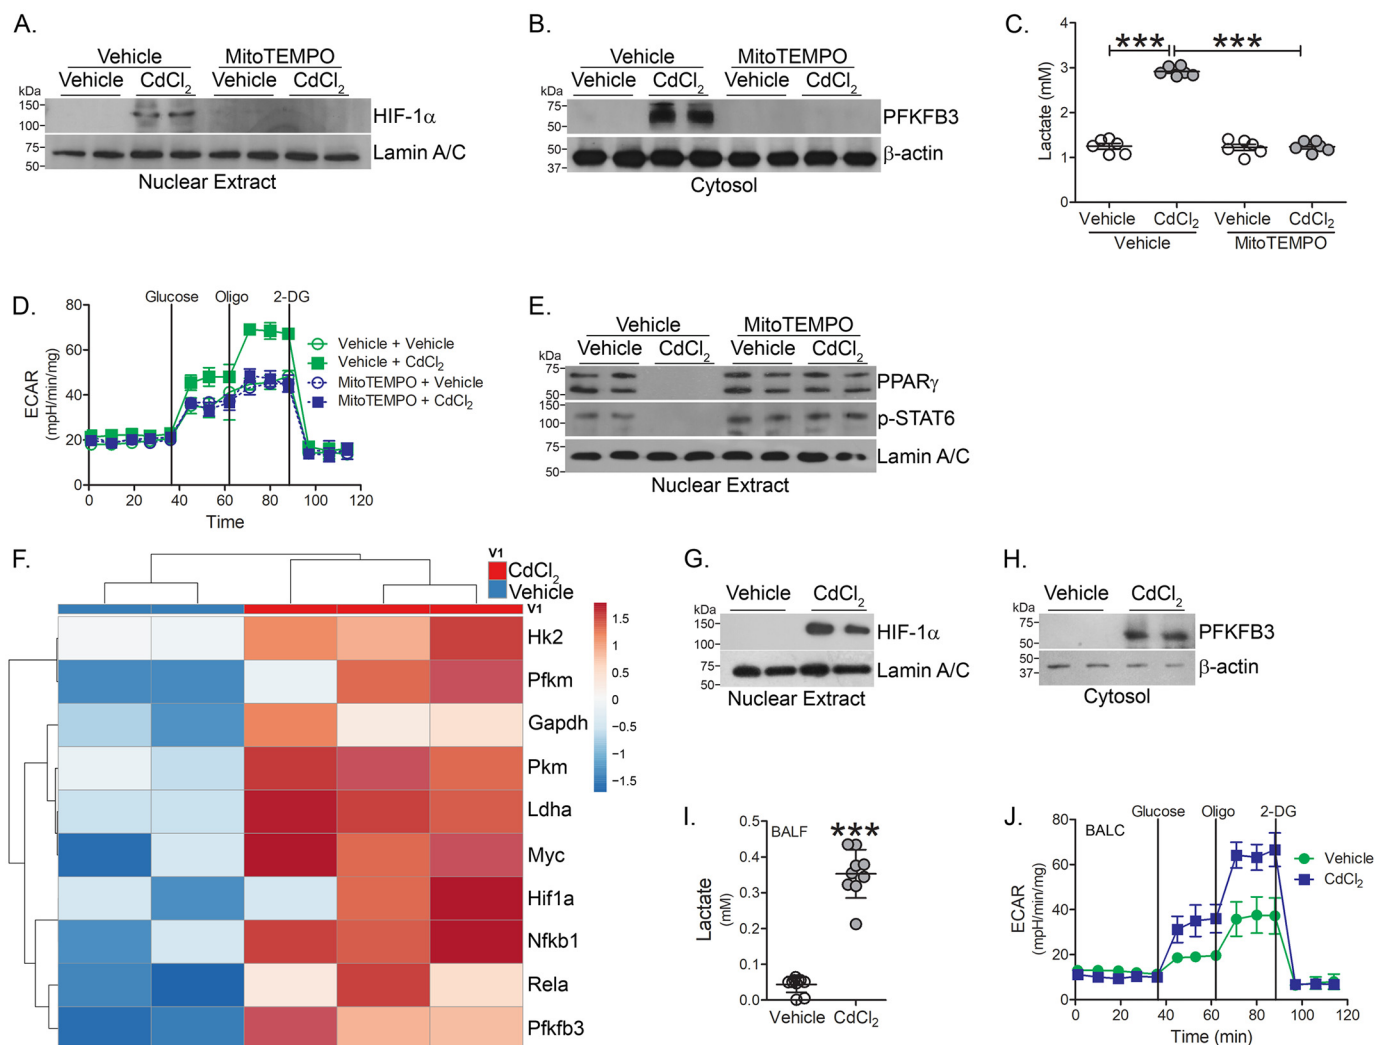 A.
Vehicle MitoTEMPO
Vehicle CdCl2 Vehicle CdCl2
kDa
150
100
HIF-1α
75
50
Lamin A/C
Nuclear Extract
B.
Vehicle MitoTEMPO
Vehicle CdCl2 Vehicle CdCl2
kDa
75
50
PFKFB3
50
37
β-actin
Cytosol
C.
Lactate (mM)
4
3
2
1
0
*** ***
Vehicle CdCl2 Vehicle CdCl2
Vehicle MitoTEMPO
D.
Glucose Oligo 2-DG
ECAR
(mpH/min/mg)
80
60
40
20
0
0 20 40 60 80 100 120
Time
Vehicle + Vehicle
Vehicle + CdCl2
MitoTEMPO + Vehicle
MitoTEMPO + CdCl2
E.
Vehicle MitoTEMPO
Vehicle CdCl2 Vehicle CdCl2
kDa
75
50
PPARγ
150
100
p-STAT6
75
50
Lamin A/C
Nuclear Extract
F.
V1
CdCl2
Vehicle
V1
Hk2
Pfkm
Gapdh
Pkm
Ldha
Myc
Hif1a
Nfkb1
Rela
Pfkfb3
1.5
1
0.5
0
−0.5
−1
−1.5
G.
Vehicle CdCl2
kDa
150
100
HIF-1α
75
50
Lamin A/C
Nuclear Extract
H.
Vehicle CdCl2
kDa
75
50
PFKFB3
50
37
β-actin
Cytosol
I.
BALF
***
Lactate
(mM)
0.5
0.4
0.3
0.2
0.1
0.0
Vehicle CdCl2
J.
Glucose Oligo 2-DG
BALC
ECAR
(mpH/min/mg)
80
60
40
20
0
0 20 40 60 80 100 120
Time (min)
Vehicle
CdCl2